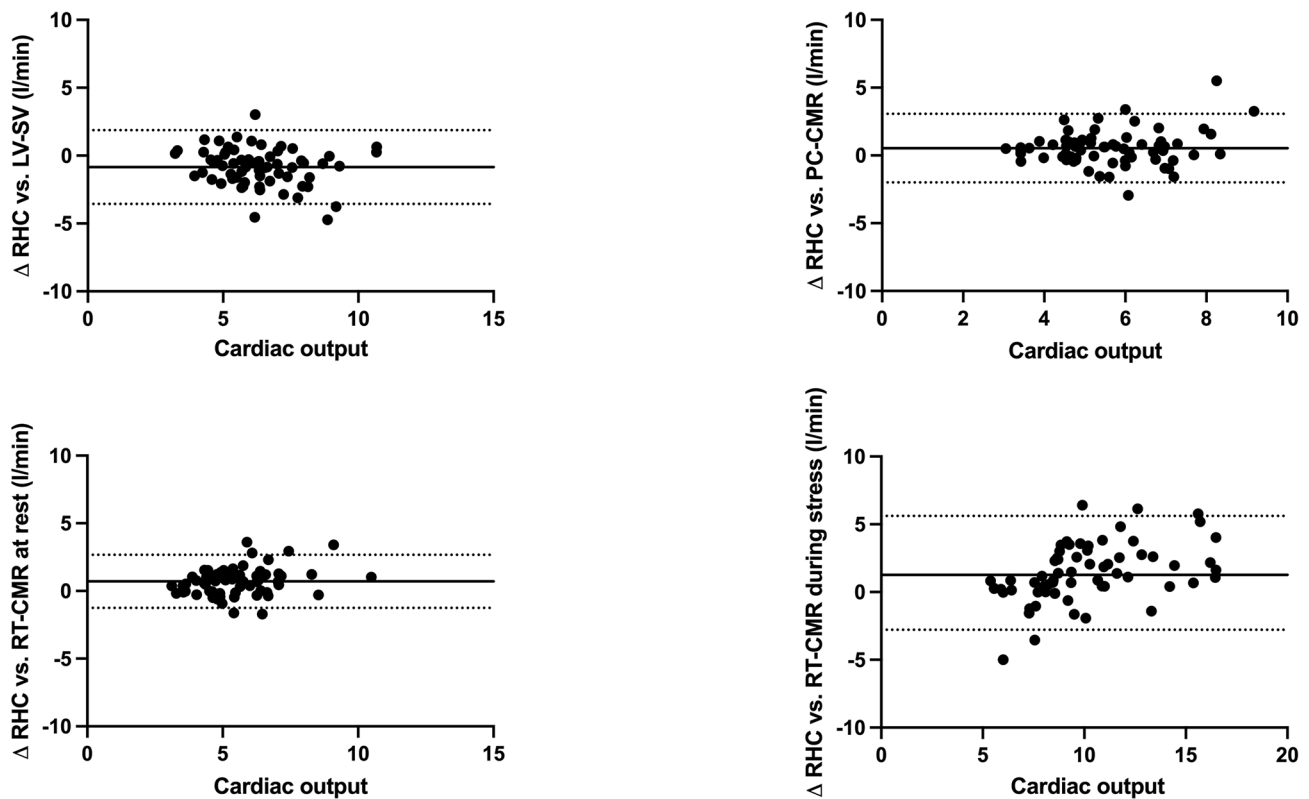 Δ RHC vs. LV-SV (l/min)
10
5
0
-5
-10
0 5 10 15
Cardiac output
Δ RHC vs. PC-CMR (l/min)
10
5
0
-5
-10
0 2 4 6 8 10
Cardiac output
Δ RHC vs. RT-CMR at rest (l/min)
10
5
0
-5
-10
0 5 10 15
Cardiac output
Δ RHC vs. RT-CMR during stress (l/min)
10
5
0
-5
-10
0 5 10 15 20
Cardiac output